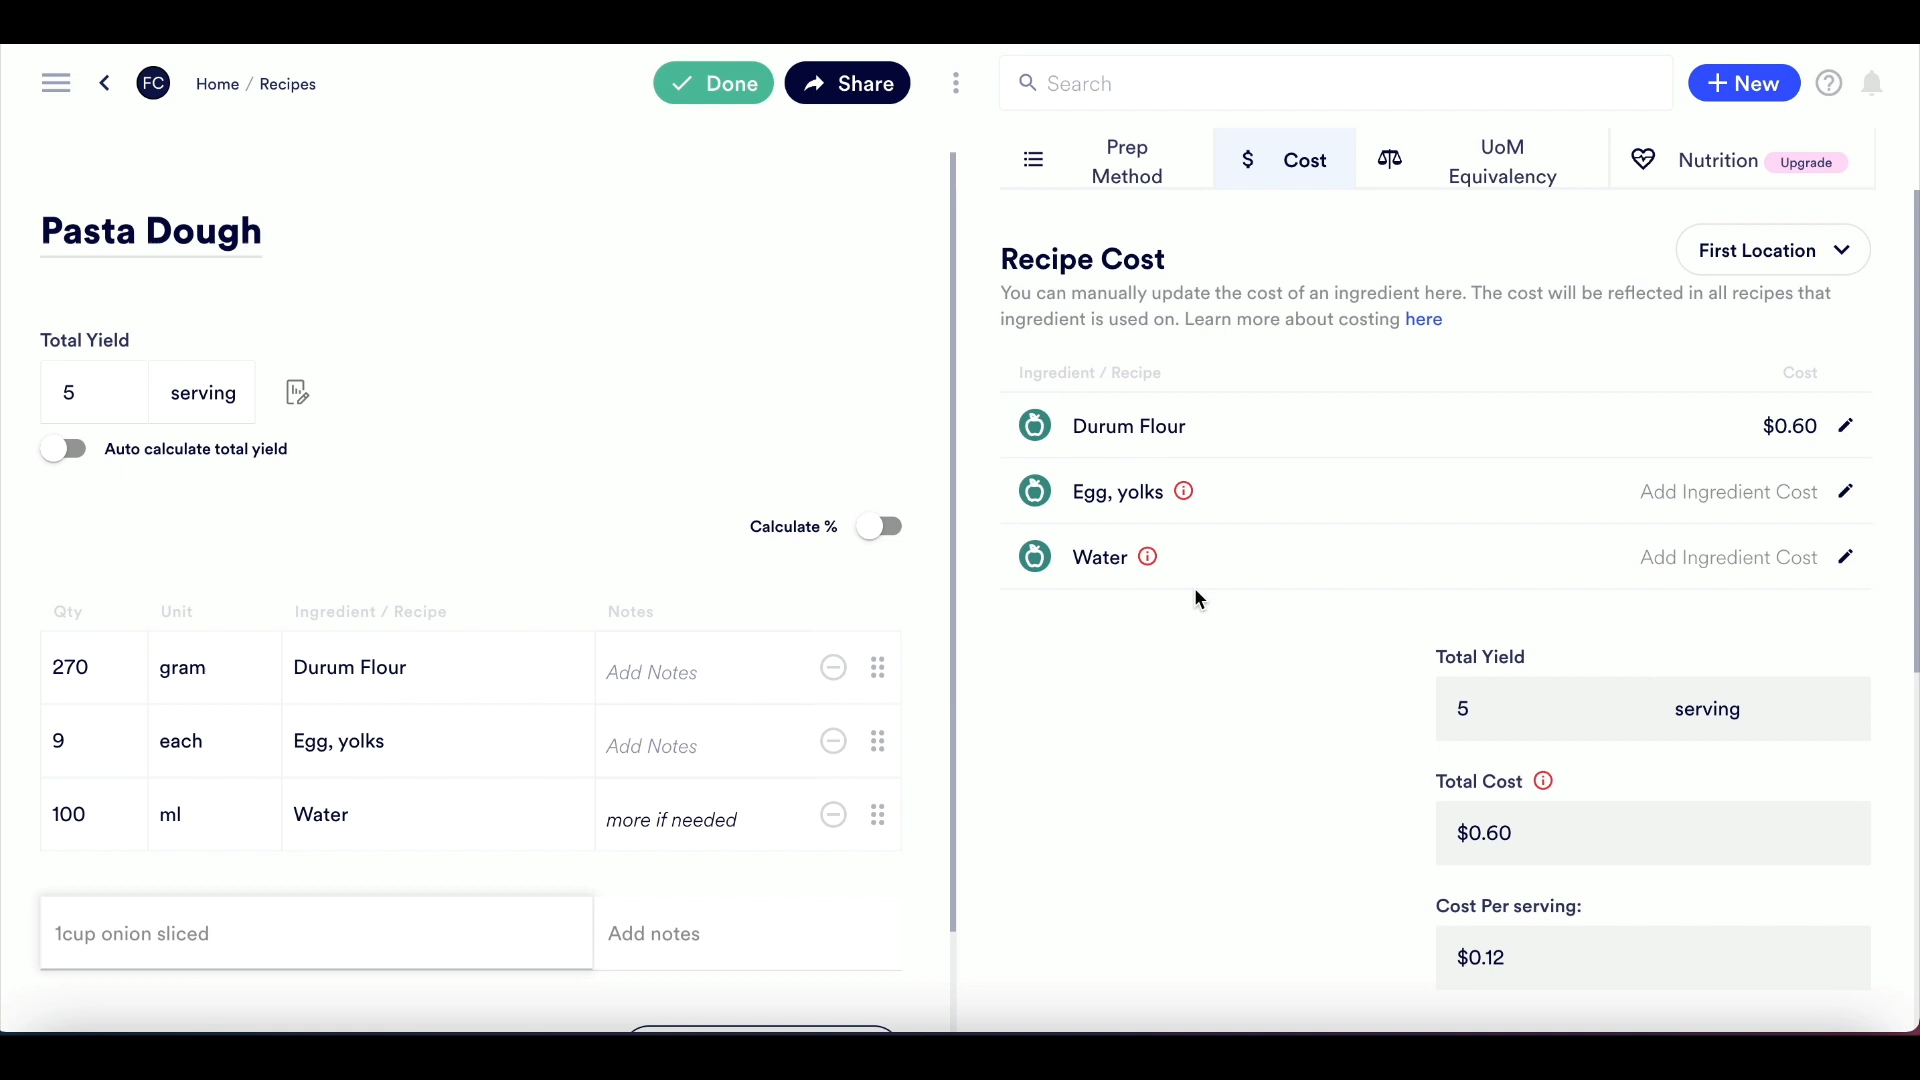 FC
Home / Recipes
Done
Share
Search
New
Prep
Method
$ Cost
UoM
Equivalency
Nutrition
Upgrade
Pasta Dough
Total Yield
5 serving
Auto calculate total yield
Calculate %
Qty Unit Ingredient / Recipe Notes
270 gram Durum Flour Add Notes
9 each Egg, yolks Add Notes
100 ml Water more if needed
1cup onion sliced Add notes
Recipe Cost
First Location
You can manually update the cost of an ingredient here. The cost will be reflected in all recipes that
ingredient is used on. Learn more about costing here
Ingredient / Recipe Cost
Durum Flour $0.60
Egg, yolks Add Ingredient Cost
Water Add Ingredient Cost
Total Yield
5 serving
Total Cost
$0.60
Cost Per serving:
$0.12